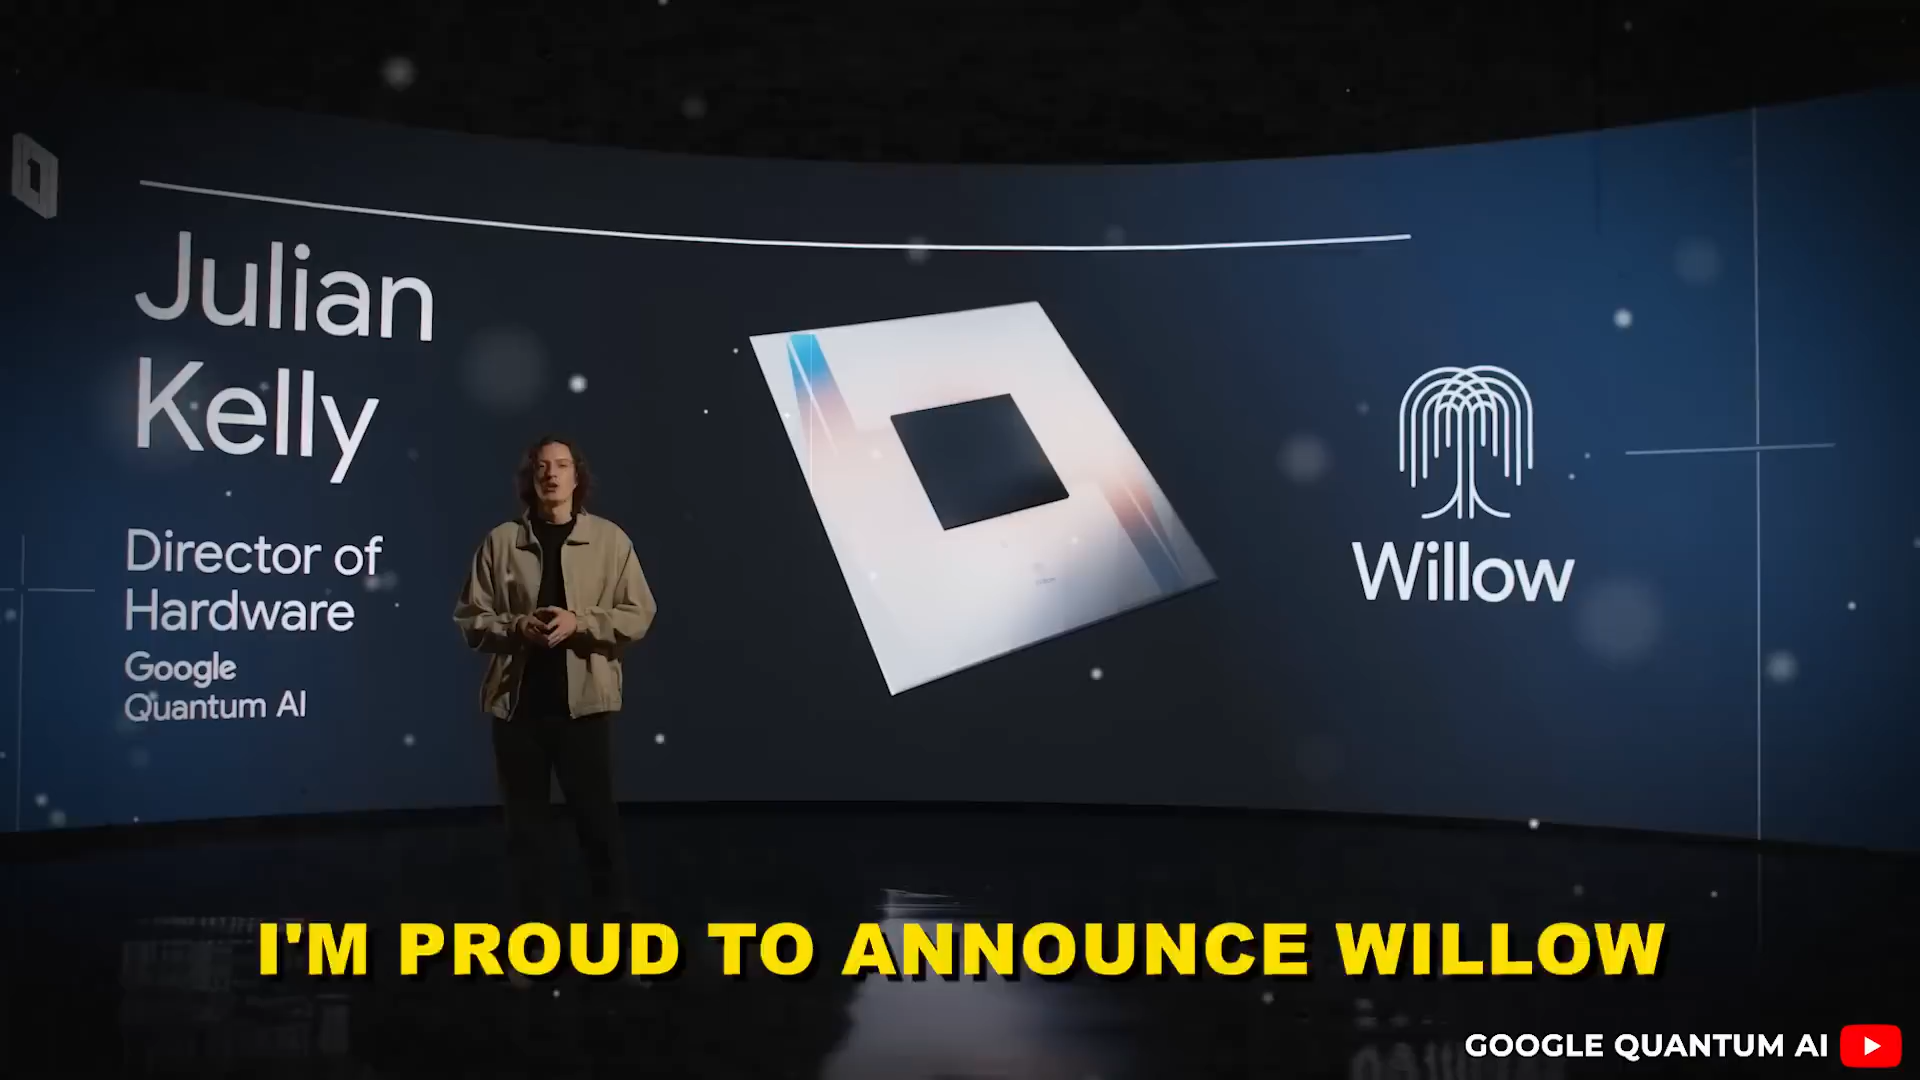 Julian
Kelly
Director of
Hardware
Google
Quantum AI
Willow
I'M PROUD TO ANNOUNCE WILLOW
GOOGLE QUANTUM AI